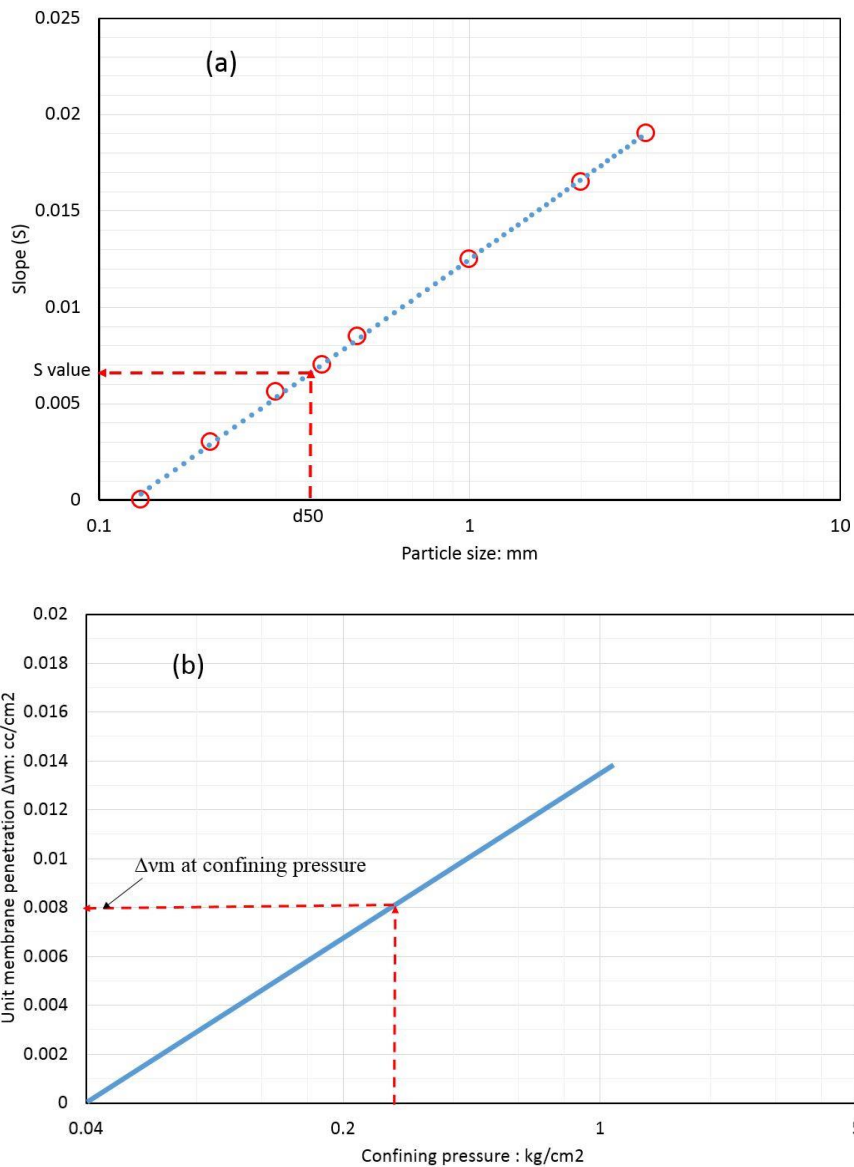 0.025
(a)
0.02
0.015
Slope (S)
0.01
S value
0.005
0
0.1
d50
1
10
Particle size: mm
0.02
0.018
(b)
0.016
0.014
0.012
Unit membrane penetration Δvm: cc/cm2
0.01
Δvm at confining pressure
0.008
0.006
0.004
0.002
0
0.04
0.2
1
5
Confining pressure : kg/cm2